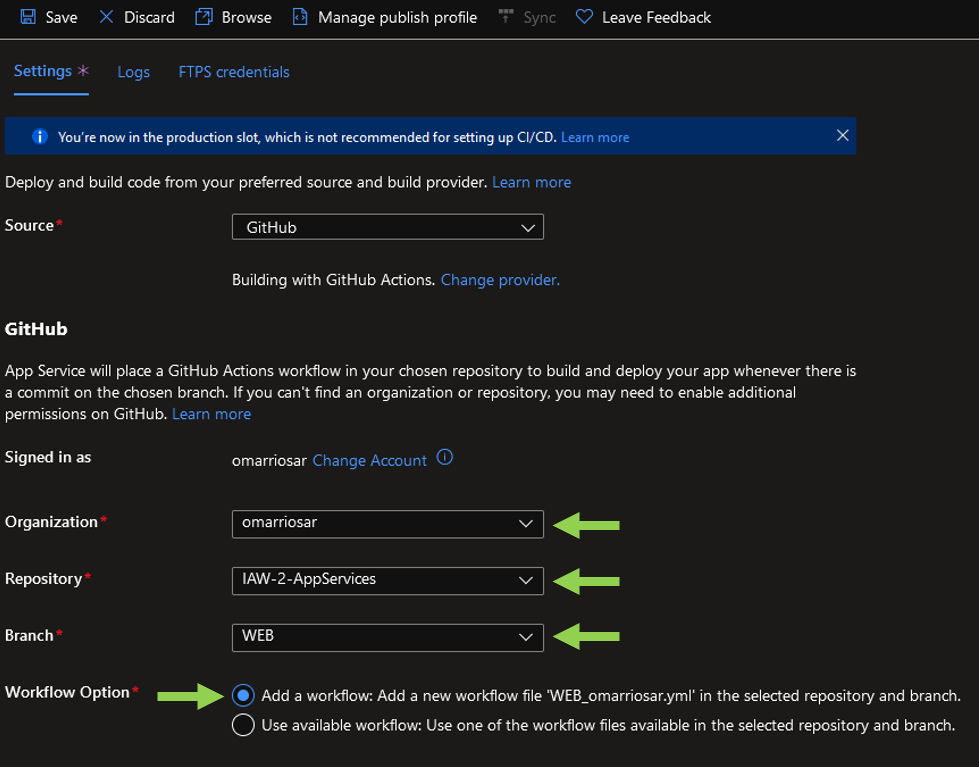 Save Discard Browse Manage publish profile Sync Leave Feedback
Settings * Logs FTPS credentials
You're now in the production slot, which is not recommended for setting up CI/CD. Learn more
Deploy and build code from your preferred source and build provider. Learn more
Source* GitHub
Building with GitHub Actions. Change provider.
GitHub
App Service will place a GitHub Actions workflow in your chosen repository to build and deploy your app whenever there is
a commit on the chosen branch. If you can't find an organization or repository, you may need to enable additional
permissions on GitHub. Learn more
Signed in as omarriosar Change Account
Organization* omarriosar
Repository* IAW-2-AppServices
Branch* WEB
Workflow Option* Add a workflow: Add a new workflow file 'WEB_omarriosar.yml' in the selected repository and branch.
Use available workflow: Use one of the workflow files available in the selected repository and branch.